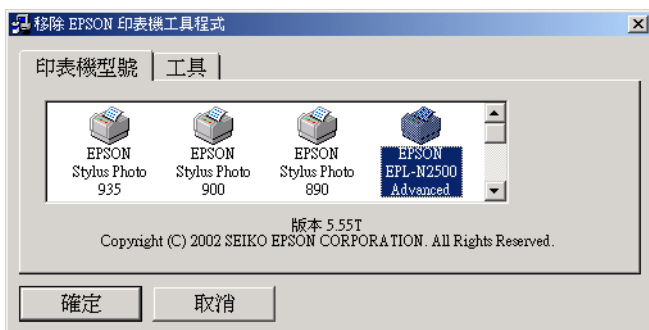 移除 EPSON 印表機工具程式
印表機型號 工具
EPSON Stylus Photo 935
EPSON Stylus Photo 900
EPSON Stylus Photo 890
EPSON EPL-N2500 Advanced
版本 5.55T
Copyright (C) 2002 SEIKO EPSON CORPORATION. All Rights Reserved.
確定 取消